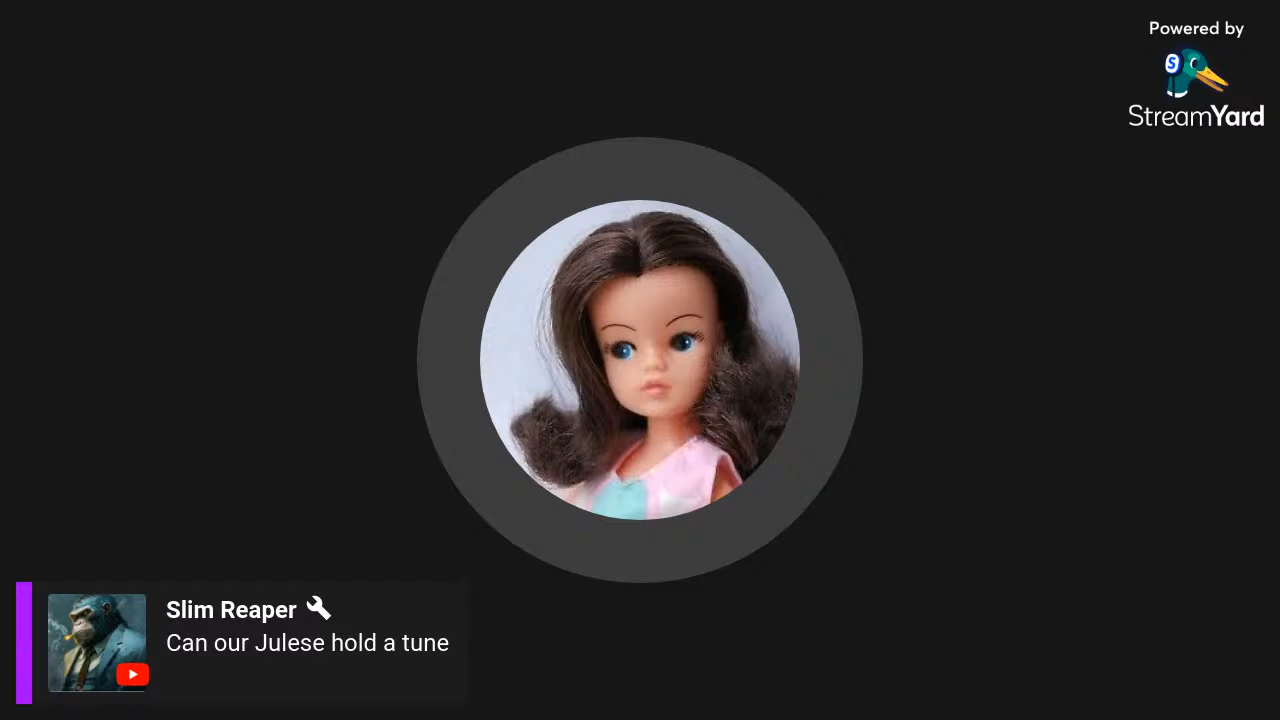 Powered by
S
StreamYard
Slim Reaper
Can our Julese hold a tune